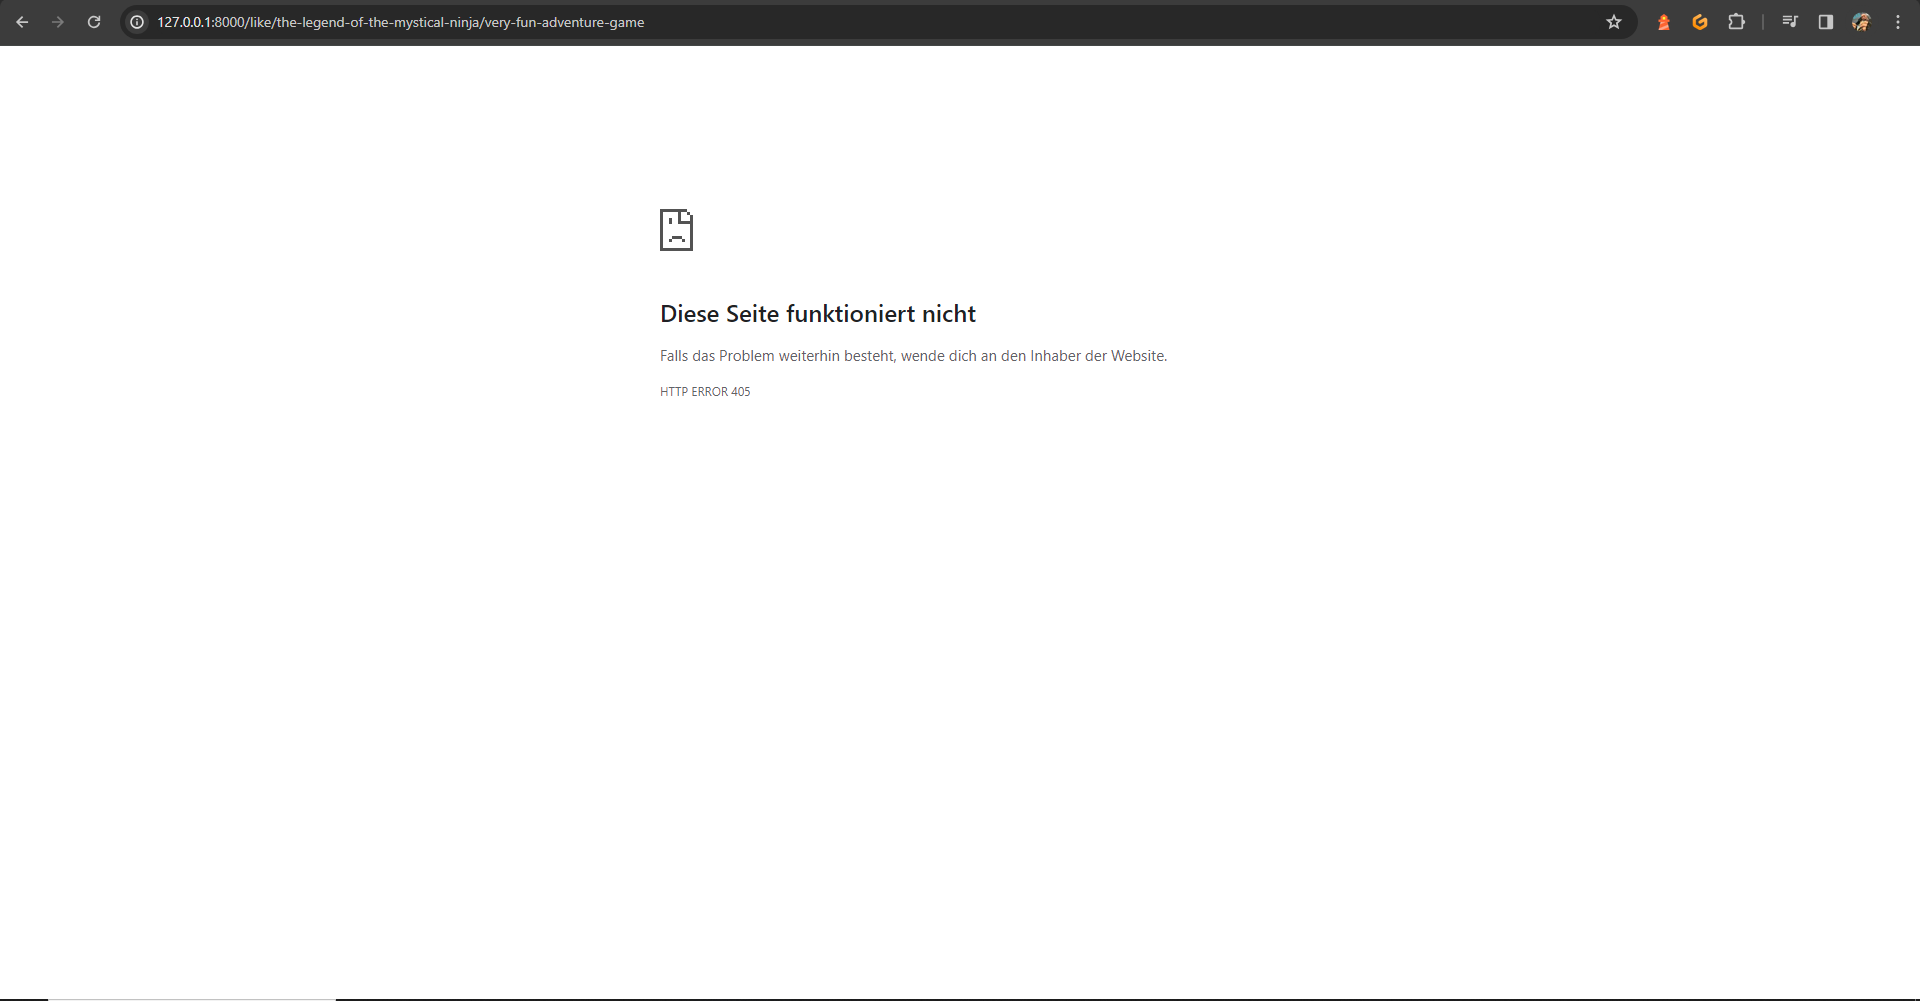 127.0.0.1:8000/like/the-legend-of-the-mystical-ninja/very-fun-adventure-game
Diese Seite funktioniert nicht
Falls das Problem weiterhin besteht, wende dich an den Inhaber der Website.
HTTP ERROR 405